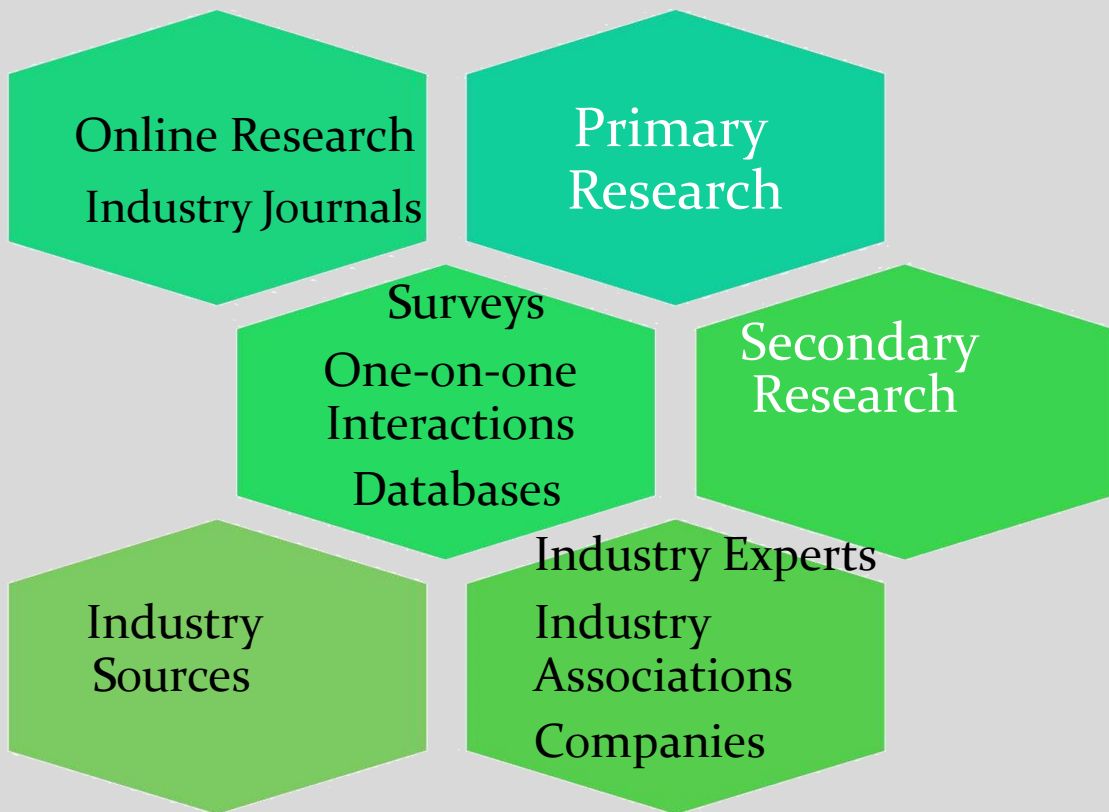 Online Research
Industry Journals
Primary
Research
Surveys
One-on-one
Interactions
Databases
Secondary
Research
Industry
Sources
Industry Experts
Industry
Associations
Companies